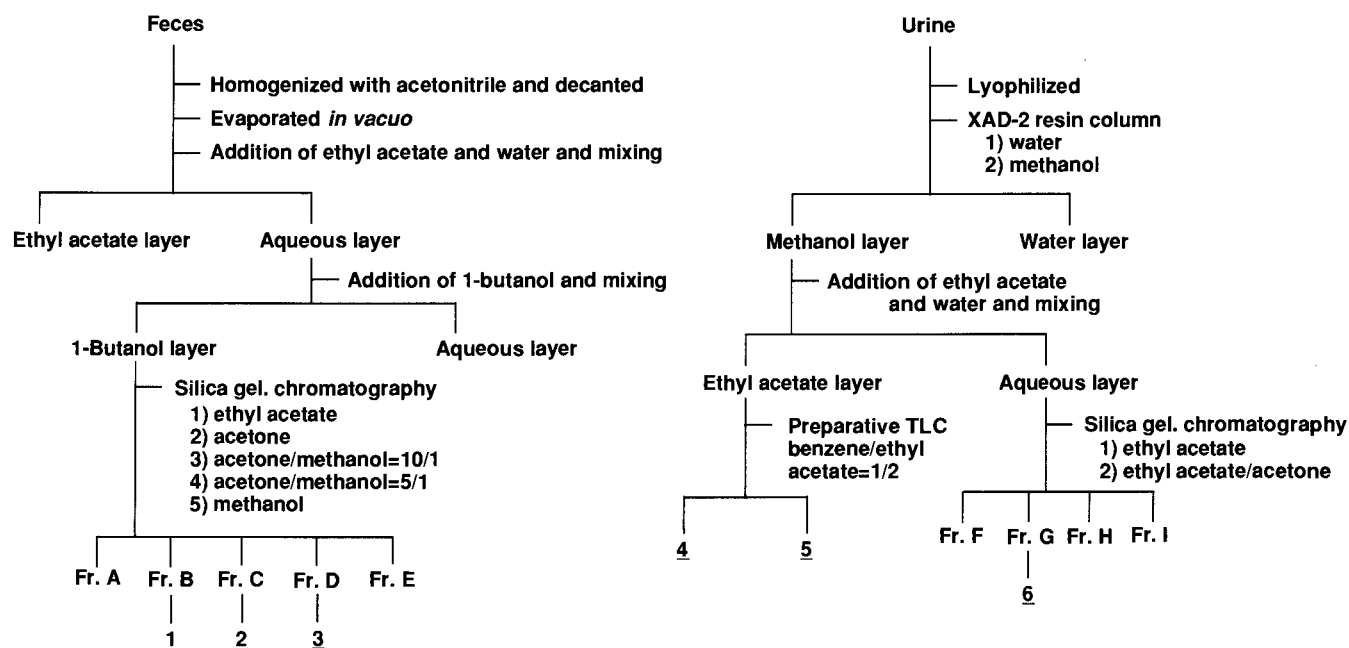 Feces
Homogenized with acetonitrile and decanted
Evaporated in vacuo
Addition of ethyl acetate and water and mixing
Ethyl acetate layer
Aqueous layer
Addition of 1-butanol and mixing
1-Butanol layer
Aqueous layer
Silica gel. chromatography
1) ethyl acetate
2) acetone
3) acetone/methanol=10/1
4) acetone/methanol=5/1
5) methanol
Fr. A
Fr. B
Fr. C
Fr. D
Fr. E
1
2
3
Urine
Lyophilized
XAD-2 resin column
1) water
2) methanol
Methanol layer
Water layer
Addition of ethyl acetate
and water and mixing
Ethyl acetate layer
Aqueous layer
Preparative TLC
benzene/ethyl
acetate=1/2
Silica gel. chromatography
1) ethyl acetate
2) ethyl acetate/acetone
4
5
Fr. F
Fr. G
Fr. H
Fr. I
6